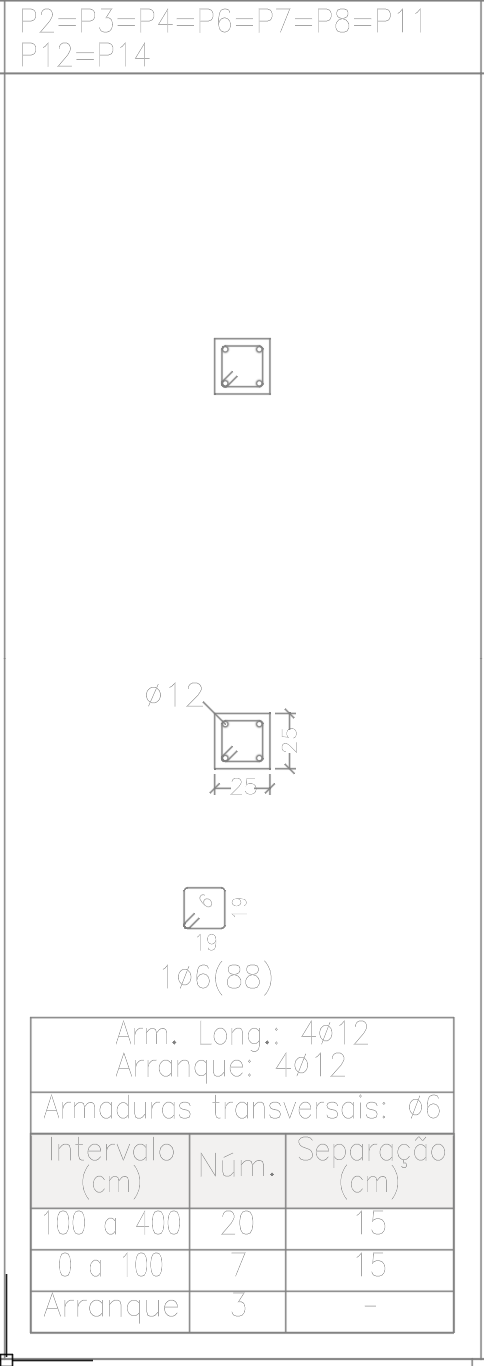 P2=P3=P4=P6=P7=P8=P11
P12=P14
ø12
25
25
6
19
19
1ø6(88)
Arm. Long.: 4ø12
Arranque: 4ø12
Armaduras transversais: ø6
Intervalo (cm) Núm. Separação (cm)
100 a 400 20 15
0 a 100 7 15
Arranque 3 -